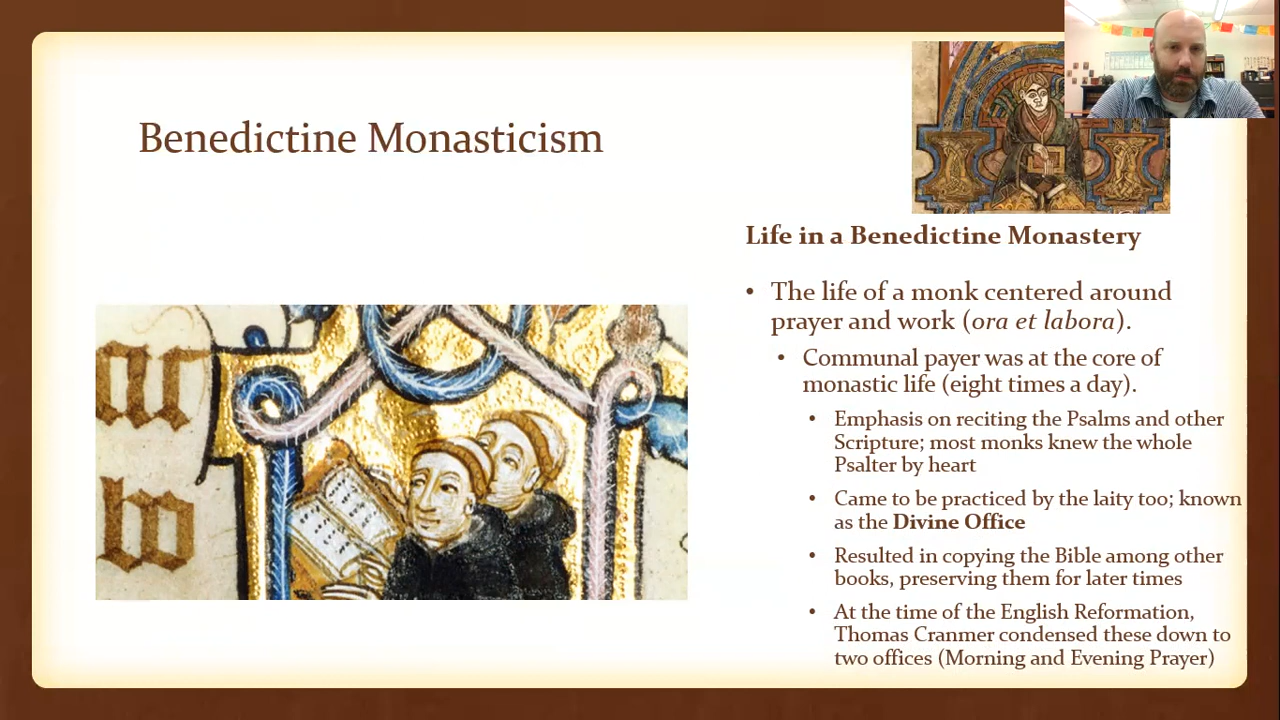 Benedictine Monasticism
Life in a Benedictine Monastery
• The life of a monk centered around
prayer and work (ora et labora).
• Communal payer was at the core of
monastic life (eight times a day).
• Emphasis on reciting the Psalms and other
Scripture; most monks knew the whole
Psalter by heart
• Came to be practiced by the laity too; known
as the Divine Office
• Resulted in copying the Bible among other
books, preserving them for later times
• At the time of the English Reformation,
Thomas Cranmer condensed these down to
two offices (Morning and Evening Prayer)
ar
to